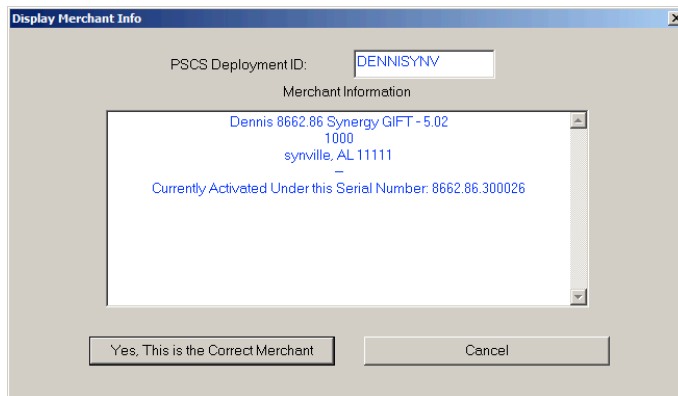 Display Merchant Info
PSCS Deployment ID: DENNISYNV
Merchant Information
Dennis 8662.86 Synergy GIFT - 5.02
1000
synville, AL 11111
–
Currently Activated Under this Serial Number: 8662.86.300026
Yes, This is the Correct Merchant
Cancel